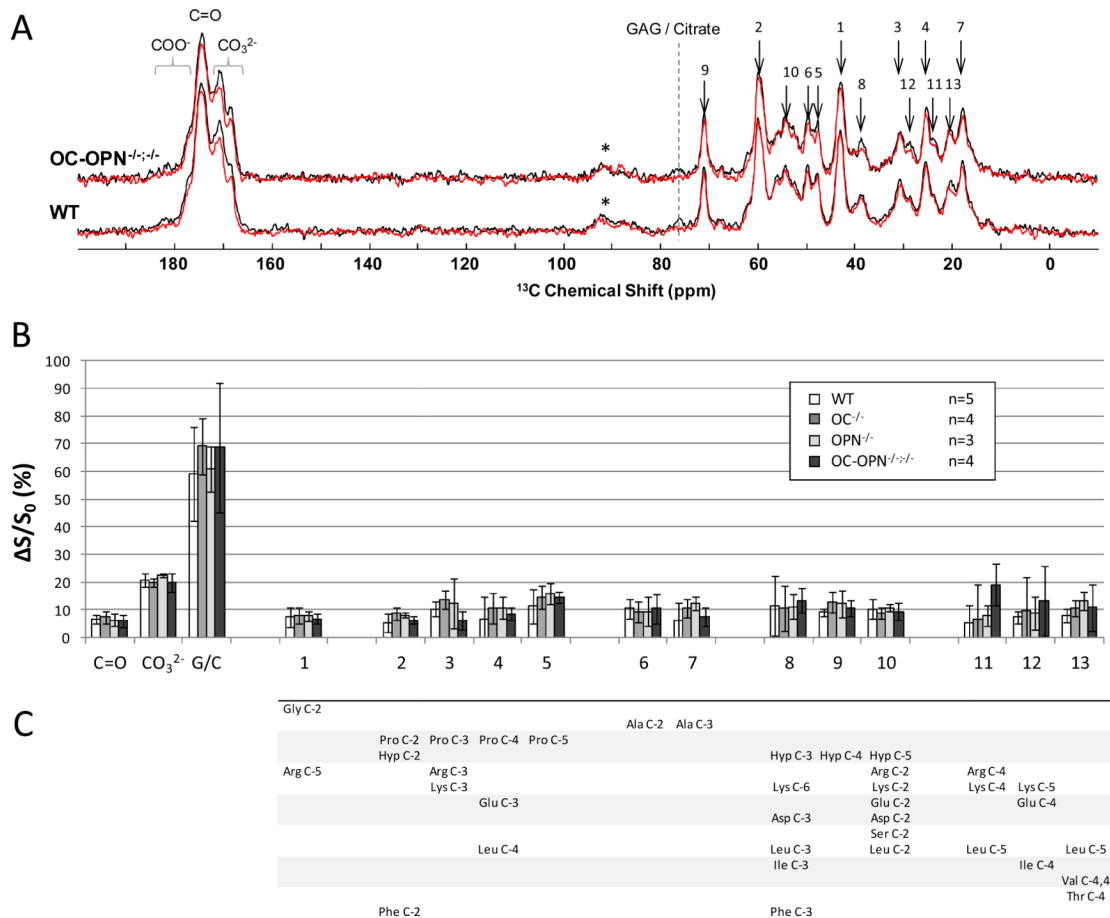 A
C=O
COO⁻
CO₃²⁻
GAG / Citrate
2
1
3
4
7
9
10
6
5
8
12
11
13
*
OC-OPN⁻/⁻;⁻/⁻
*
WT
180
160
140
120
100
80
60
40
20
0
¹³C Chemical Shift (ppm)
B
100
90
80
70
60
50
40
30
20
10
0
ΔS/S₀ (%)
WT n=5
OC⁻/⁻ n=4
OPN⁻/⁻ n=3
OC-OPN⁻/⁻;⁻/⁻ n=4
C=O CO₃²⁻ G/C 1 2 3 4 5 6 7 8 9 10 11 12 13
C
Gly C-2
Ala C-2 Ala C-3
Pro C-2 Pro C-3 Pro C-4 Pro C-5
Hyp C-2 Hyp C-3 Hyp C-4 Hyp C-5
Arg C-5 Arg C-3 Arg C-2 Arg C-4
Lys C-3 Lys C-6 Lys C-2 Lys C-4 Lys C-5
Glu C-3 Glu C-2 Glu C-4
Asp C-3 Asp C-2
Ser C-2
Leu C-4 Leu C-3 Leu C-2 Leu C-5 Leu C-5
Ile C-3 Ile C-4
Val C-4,4
Thr C-4
Phe C-2 Phe C-3